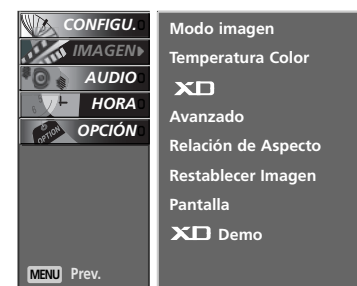 CONFIGU.
IMAGEN
AUDIO
HORA
OPCIÓN
OPTION
MENU Prev.
Modo imagen
Temperatura Color
XD
Avanzado
Relación de Aspecto
Restablecer Imagen
Pantalla
XD Demo